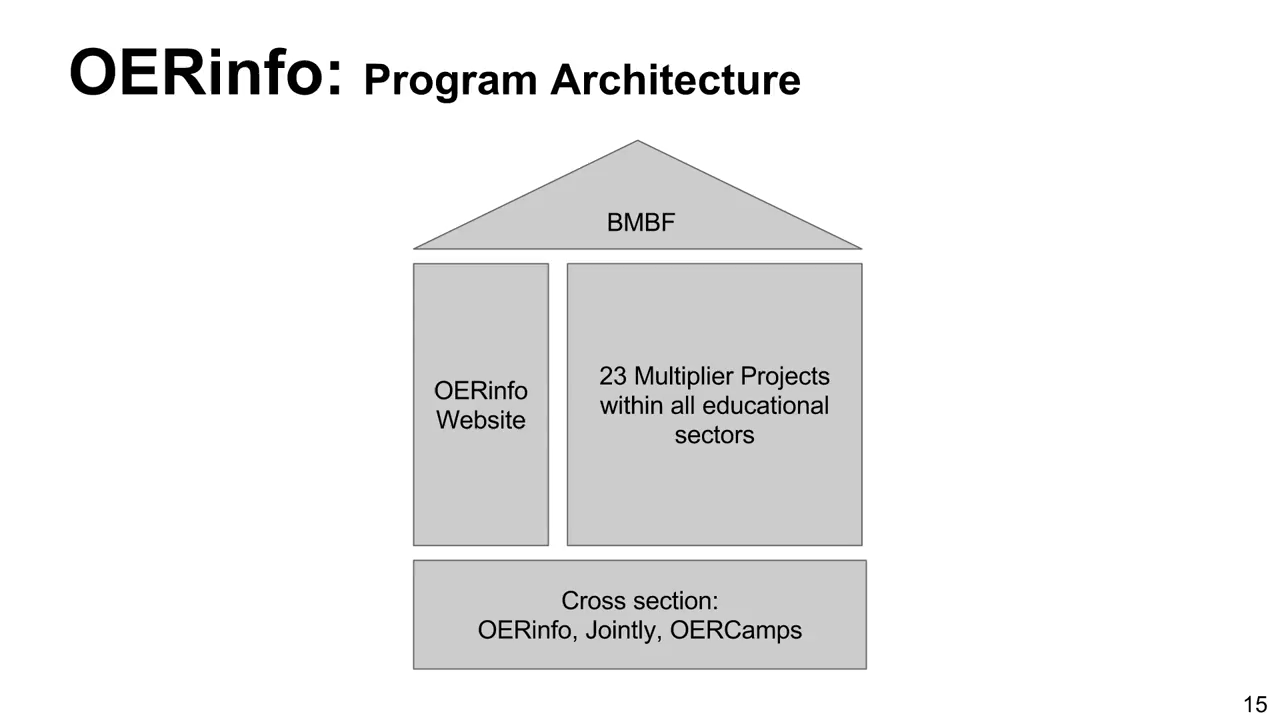 OERinfo: Program Architecture
BMBF
OERinfo
Website
23 Multiplier Projects
within all educational
sectors
Cross section:
OERinfo, Jointly, OERCamps
15